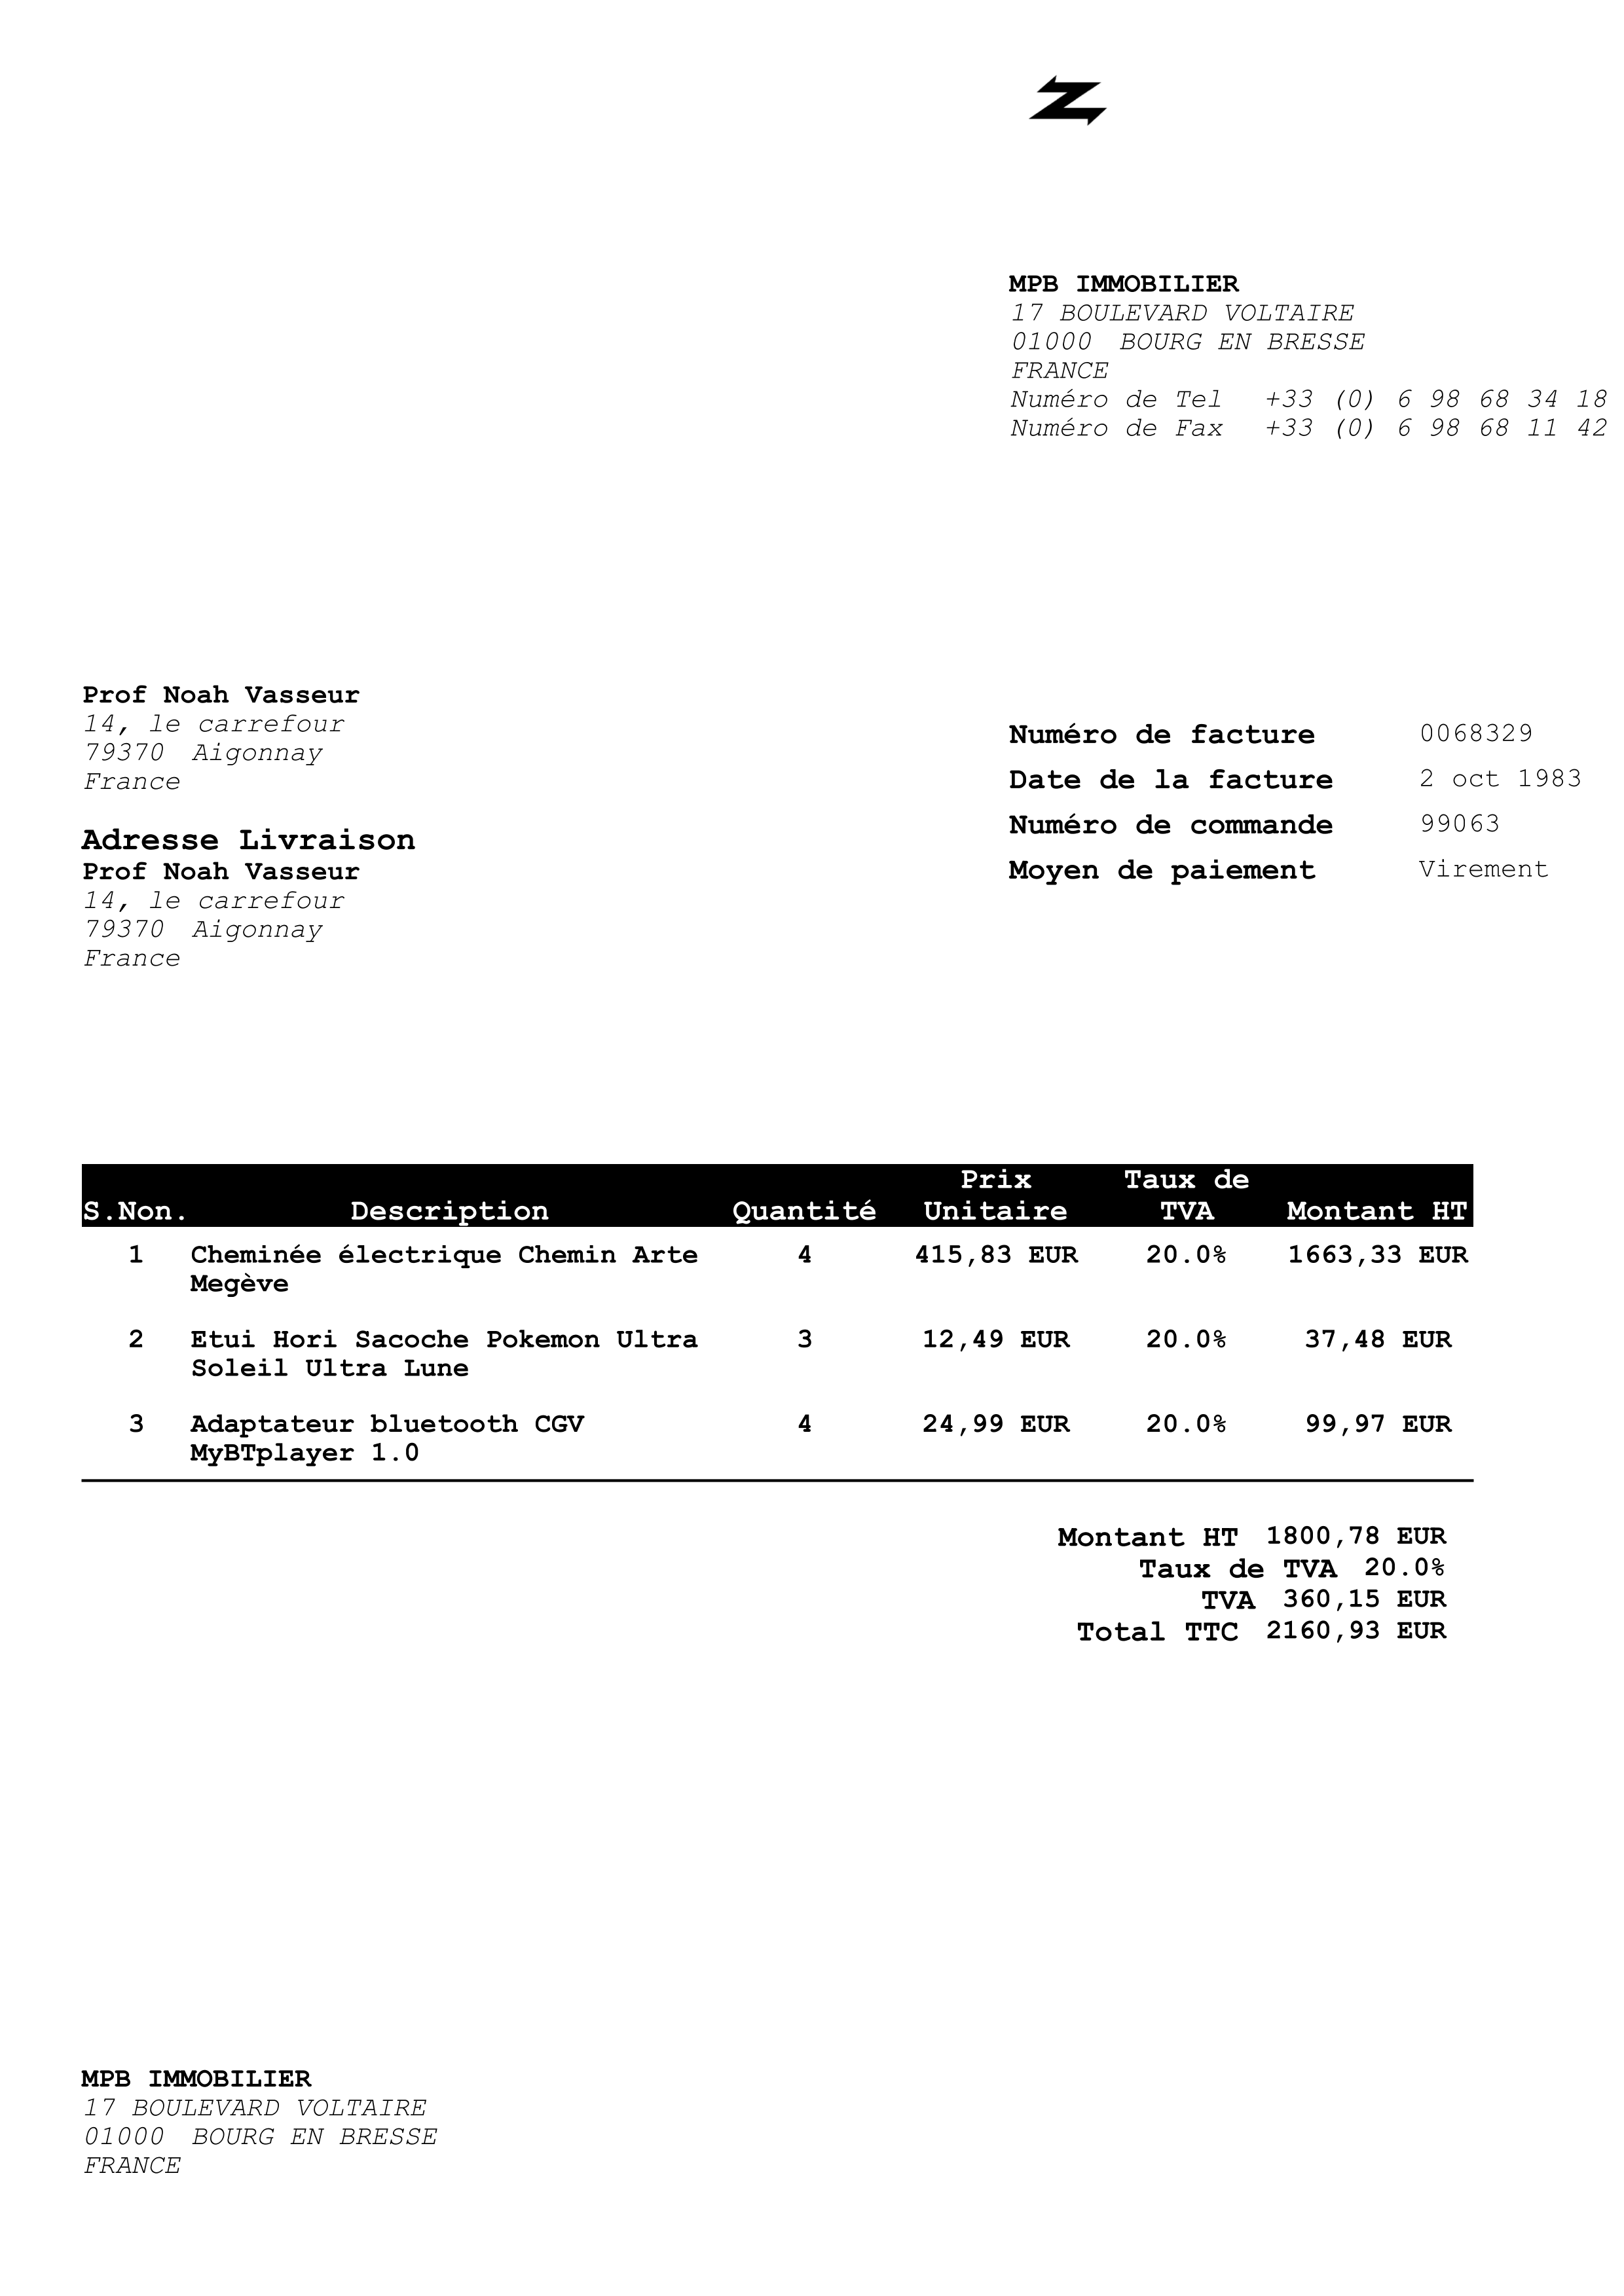 MPB IMMOBILIER
17 BOULEVARD VOLTAIRE
01000 BOURG EN BRESSE
FRANCE
Numéro de Tel +33 (0) 6 98 68 34 18
Numéro de Fax +33 (0) 6 98 68 11 42
Prof Noah Vasseur
14, le carrefour
79370 Aigonnay
France
Adresse Livraison
Prof Noah Vasseur
14, le carrefour
79370 Aigonnay
France
Numéro de facture 0068329
Date de la facture 2 oct 1983
Numéro de commande 99063
Moyen de paiement Virement
Prix Taux de
S.Non. Description Quantité Unitaire TVA Montant HT
1 Cheminée électrique Chemin Arte 4 415,83 EUR 20.0% 1663,33 EUR
Megève
2 Etui Hori Sacoche Pokemon Ultra 3 12,49 EUR 20.0% 37,48 EUR
Soleil Ultra Lune
3 Adaptateur bluetooth CGV 4 24,99 EUR 20.0% 99,97 EUR
MyBTplayer 1.0
Montant HT 1800,78 EUR
Taux de TVA 20.0%
TVA 360,15 EUR
Total TTC 2160,93 EUR
MPB IMMOBILIER
17 BOULEVARD VOLTAIRE
01000 BOURG EN BRESSE
FRANCE